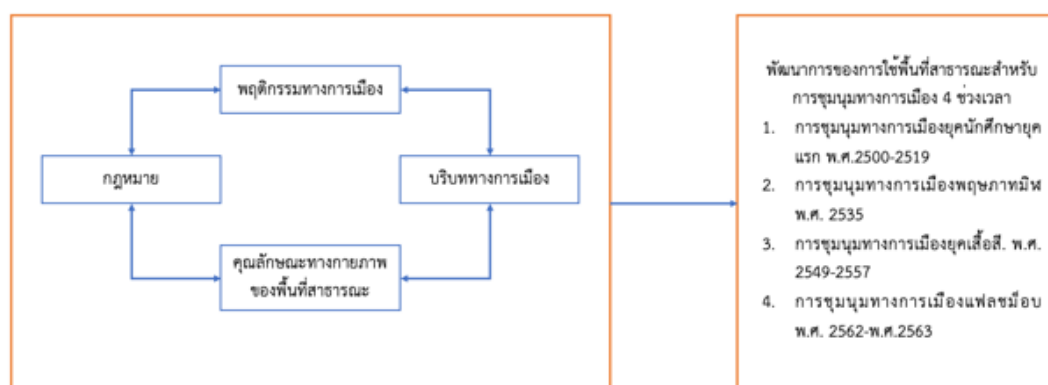 พฤติกรรมทางการเมือง
กฎหมาย
บริบททางการเมือง
คุณลักษณะทางกายภาพ
ของพื้นที่สาธารณะ
พัฒนาการของการใช้พื้นที่สาธารณะสำหรับ
การชุมนุมทางการเมือง 4 ช่วงเวลา
1. การชุมนุมทางการเมืองยุคนักศึกษายุค
แรก พ.ศ.2500-2519
2. การชุมนุมทางการเมืองพฤษภาทมิฬ
พ.ศ. 2535
3. การชุมนุมทางการเมืองยุคเสื้อสี. พ.ศ.
2549-2557
4. การชุมนุมทางการเมืองแฟลชม็อบ
พ.ศ. 2562-พ.ศ.2563